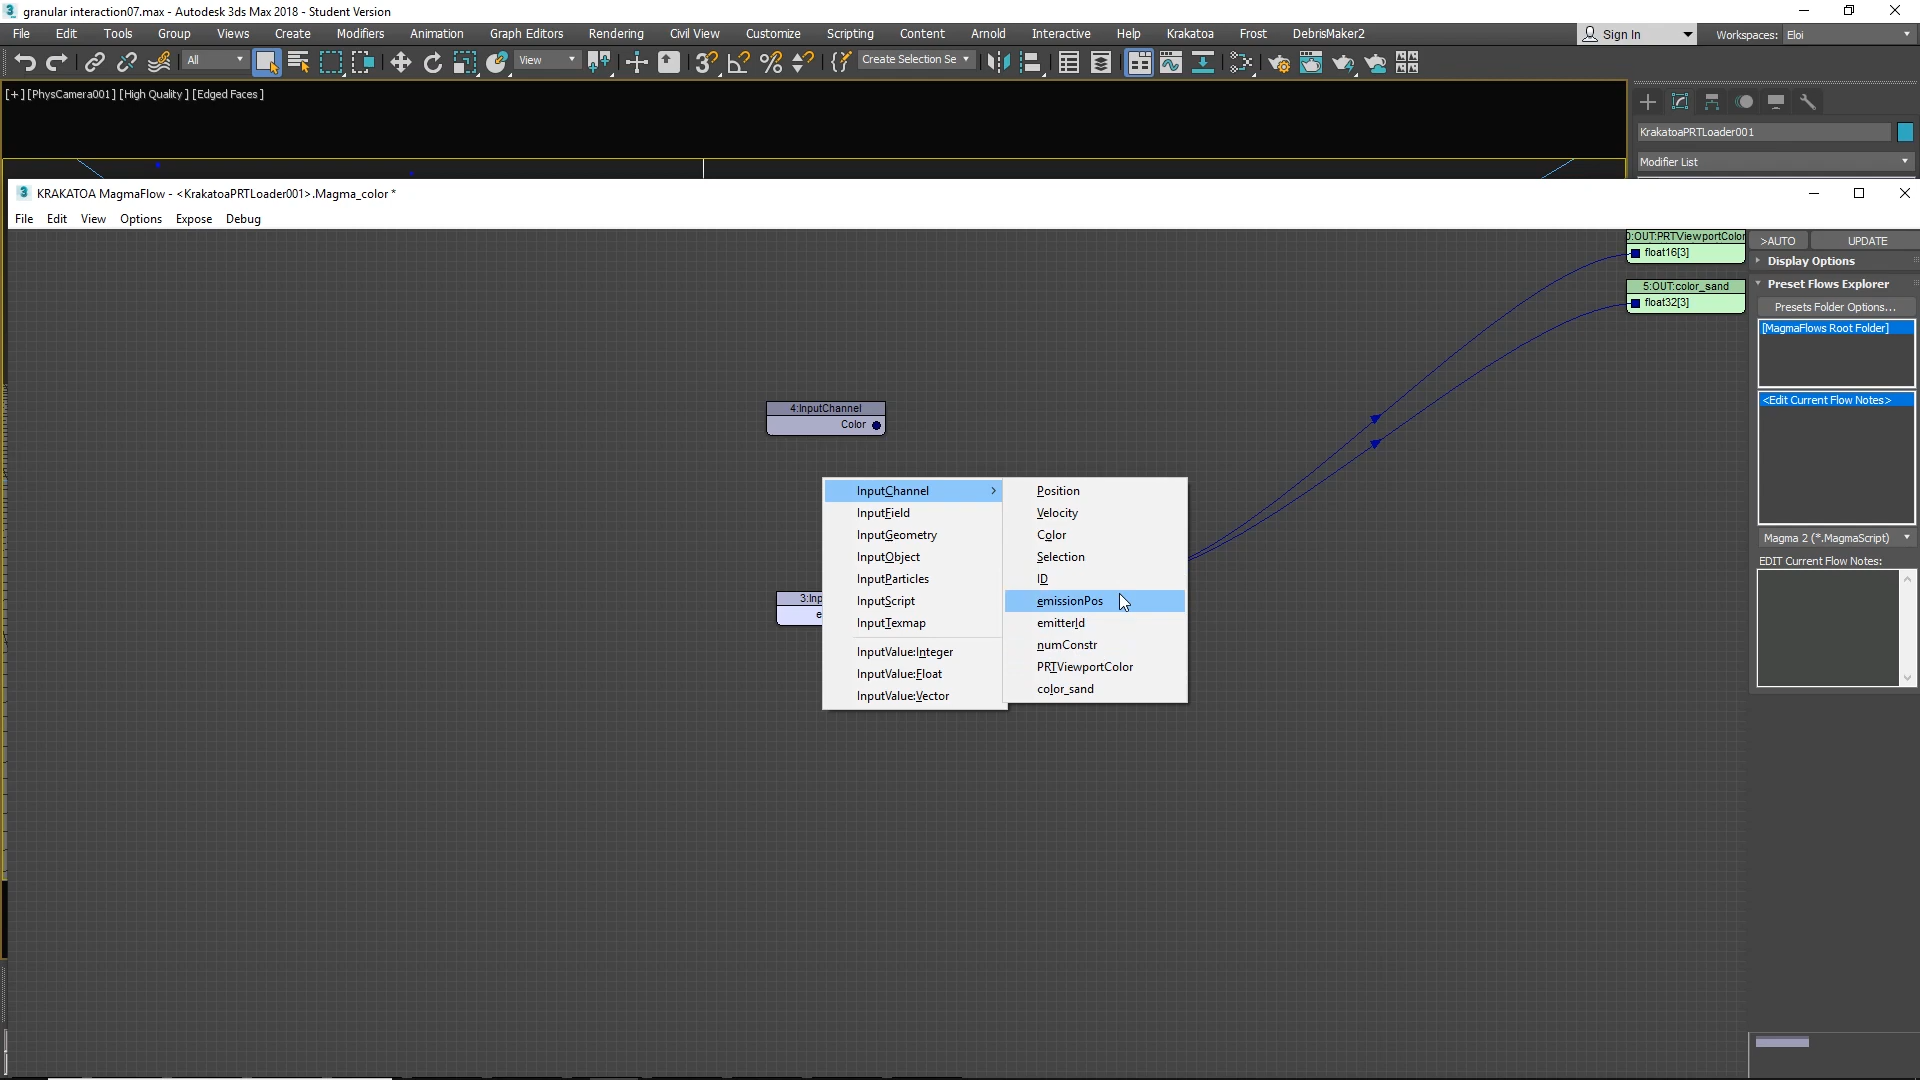 granular interaction07.max - Autodesk 3ds Max 2018 - Student Version
File Edit Tools Group Views Create Modifiers Animation Graph Editors Rendering Civil View Customize Scripting Content Arnold Interactive Help Krakatoa Frost DebrisMaker2
Sign In
Workspaces: Eloi
All
View
Create Selection Se
[+] [PhysCamera001] [High Quality] [Edged Faces]
KrakatoaPRTLoader001
Modifier List
KRAKATOA MagmaFlow - <KrakatoaPRTLoader001>.Magma_color *
File Edit View Options Expose Debug
:OUT:PRTViewportColor
float16[3]
5:OUT:color_sand
float32[3]
>AUTO
UPDATE
Display Options
Preset Flows Explorer
Presets Folder Options...
[MagmaFlows Root Folder]
<Edit Current Flow Notes>
Magma 2 (*.MagmaScript)
EDIT Current Flow Notes:
4:InputChannel
Color
3:Inp
e
InputChannel
InputField
InputGeometry
InputObject
InputParticles
InputScript
InputTexmap
InputValue:Integer
InputValue:Float
InputValue:Vector
Position
Velocity
Color
Selection
ID
emissionPos
emitterId
numConstr
PRTViewportColor
color_sand